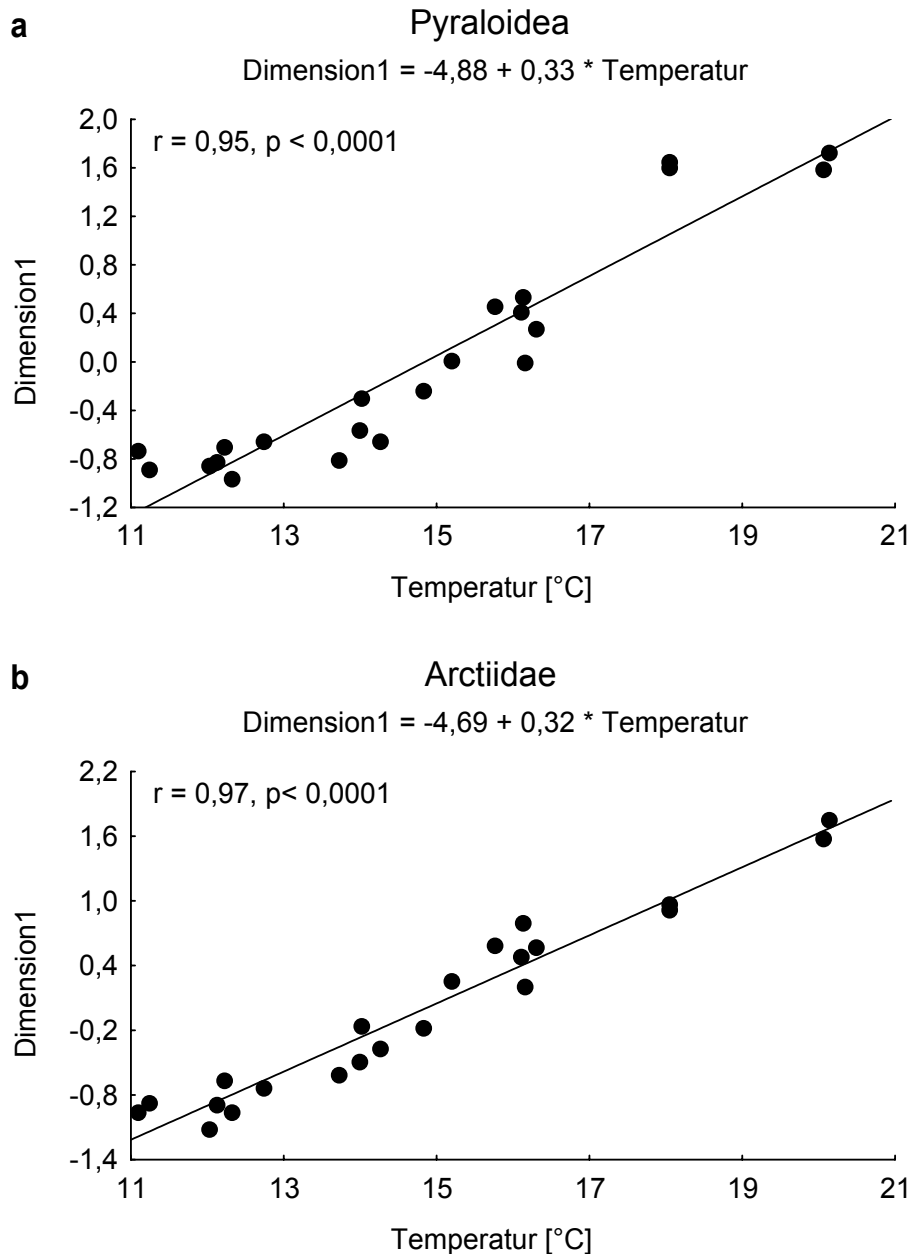 a
Pyraloidea
Dimension1 = -4,88 + 0,33 * Temperatur
r = 0,95, p < 0,0001
2,0
1,6
1,2
0,8
0,4
0,0
-0,4
-0,8
-1,2
Dimension1
11 13 15 17 19 21
Temperatur [°C]
b
Arctiidae
Dimension1 = -4,69 + 0,32 * Temperatur
r = 0,97, p< 0,0001
2,2
1,6
1,0
0,4
-0,2
-0,8
-1,4
Dimension1
11 13 15 17 19 21
Temperatur [°C]